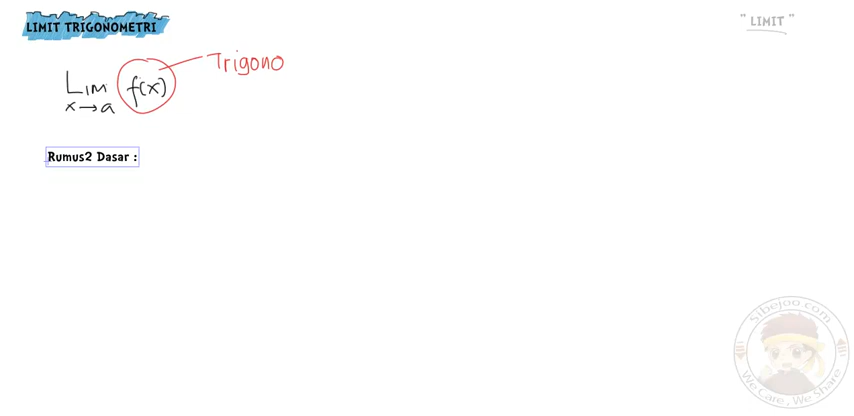 LIMIT TRIGONOMETRI
" LIMIT "
Trigono
Lim f(x)
x→a
Rumus2 Dasar :
Sibejoo.com
We Care, We Share